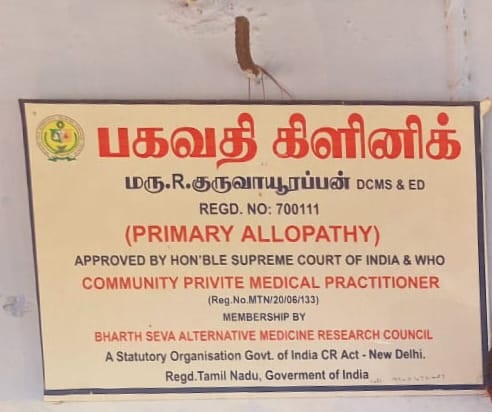 பகவதி கிளினிக்
மரு.R.குருவாயூரப்பன் DCMS & ED
REGD. NO: 700111
(PRIMARY ALLOPATHY)
APPROVED BY HON'BLE SUPREME COURT OF INDIA & WHO
COMMUNITY PRIVITE MEDICAL PRACTITIONER
(Reg.No.MTN/20/06/133)
MEMBERSHIP BY
BHARTH SEVA ALTERNATIVE MEDICINE RESEARCH COUNCIL
A Statutory Organisation Govt. of India CR Act - New Delhi.
Regd.Tamil Nadu, Goverment of India